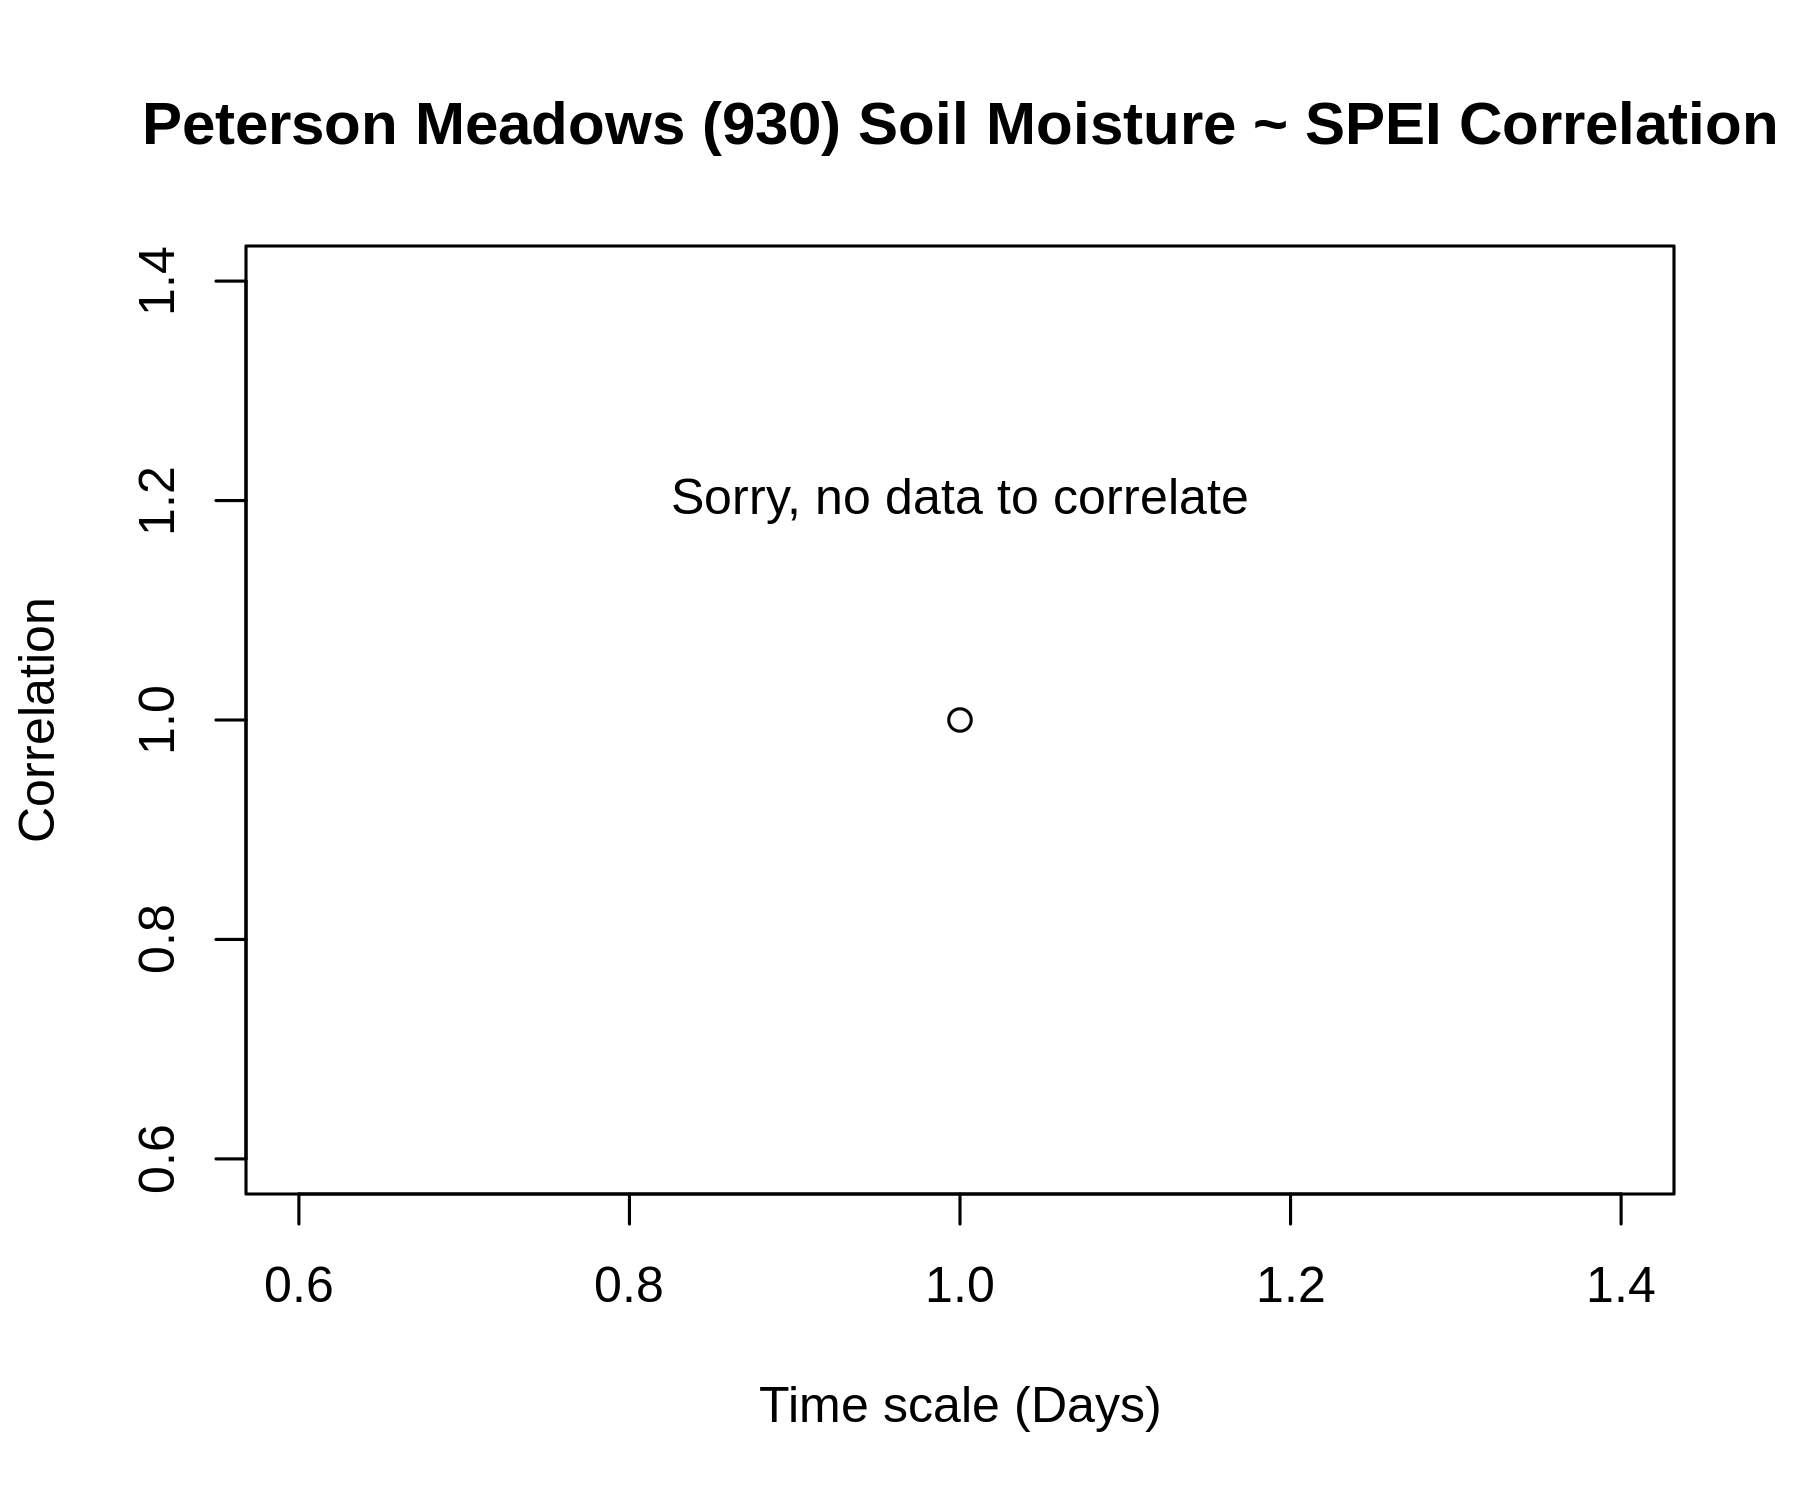 Peterson Meadows (930) Soil Moisture ~ SPEI Correlation
1.4
1.2
1.0
0.8
0.6
Correlation
Sorry, no data to correlate
0.6 0.8 1.0 1.2 1.4
Time scale (Days)